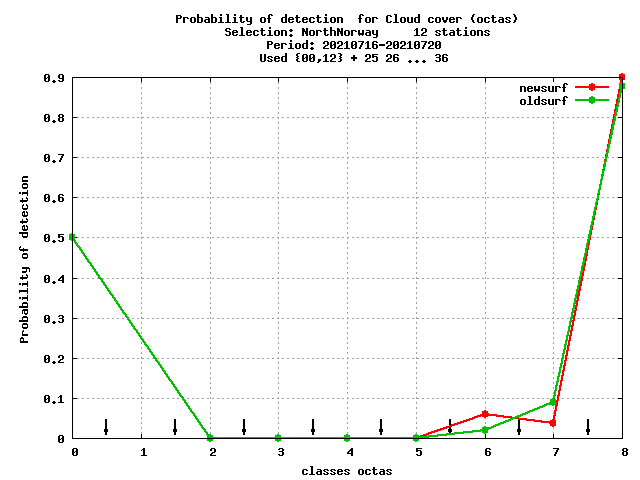 Probability of detection  for Cloud cover (octas)
Selection: NorthNorway     12 stations
Period: 20210716-20210720
Used {00,12} + 25 26 ... 36
newsurf
oldsurf
0.9
0.8
0.7
0.6
0.5
0.4
0.3
0.2
0.1
0
Probability of detection
0 1 2 3 4 5 6 7 8
classes octas